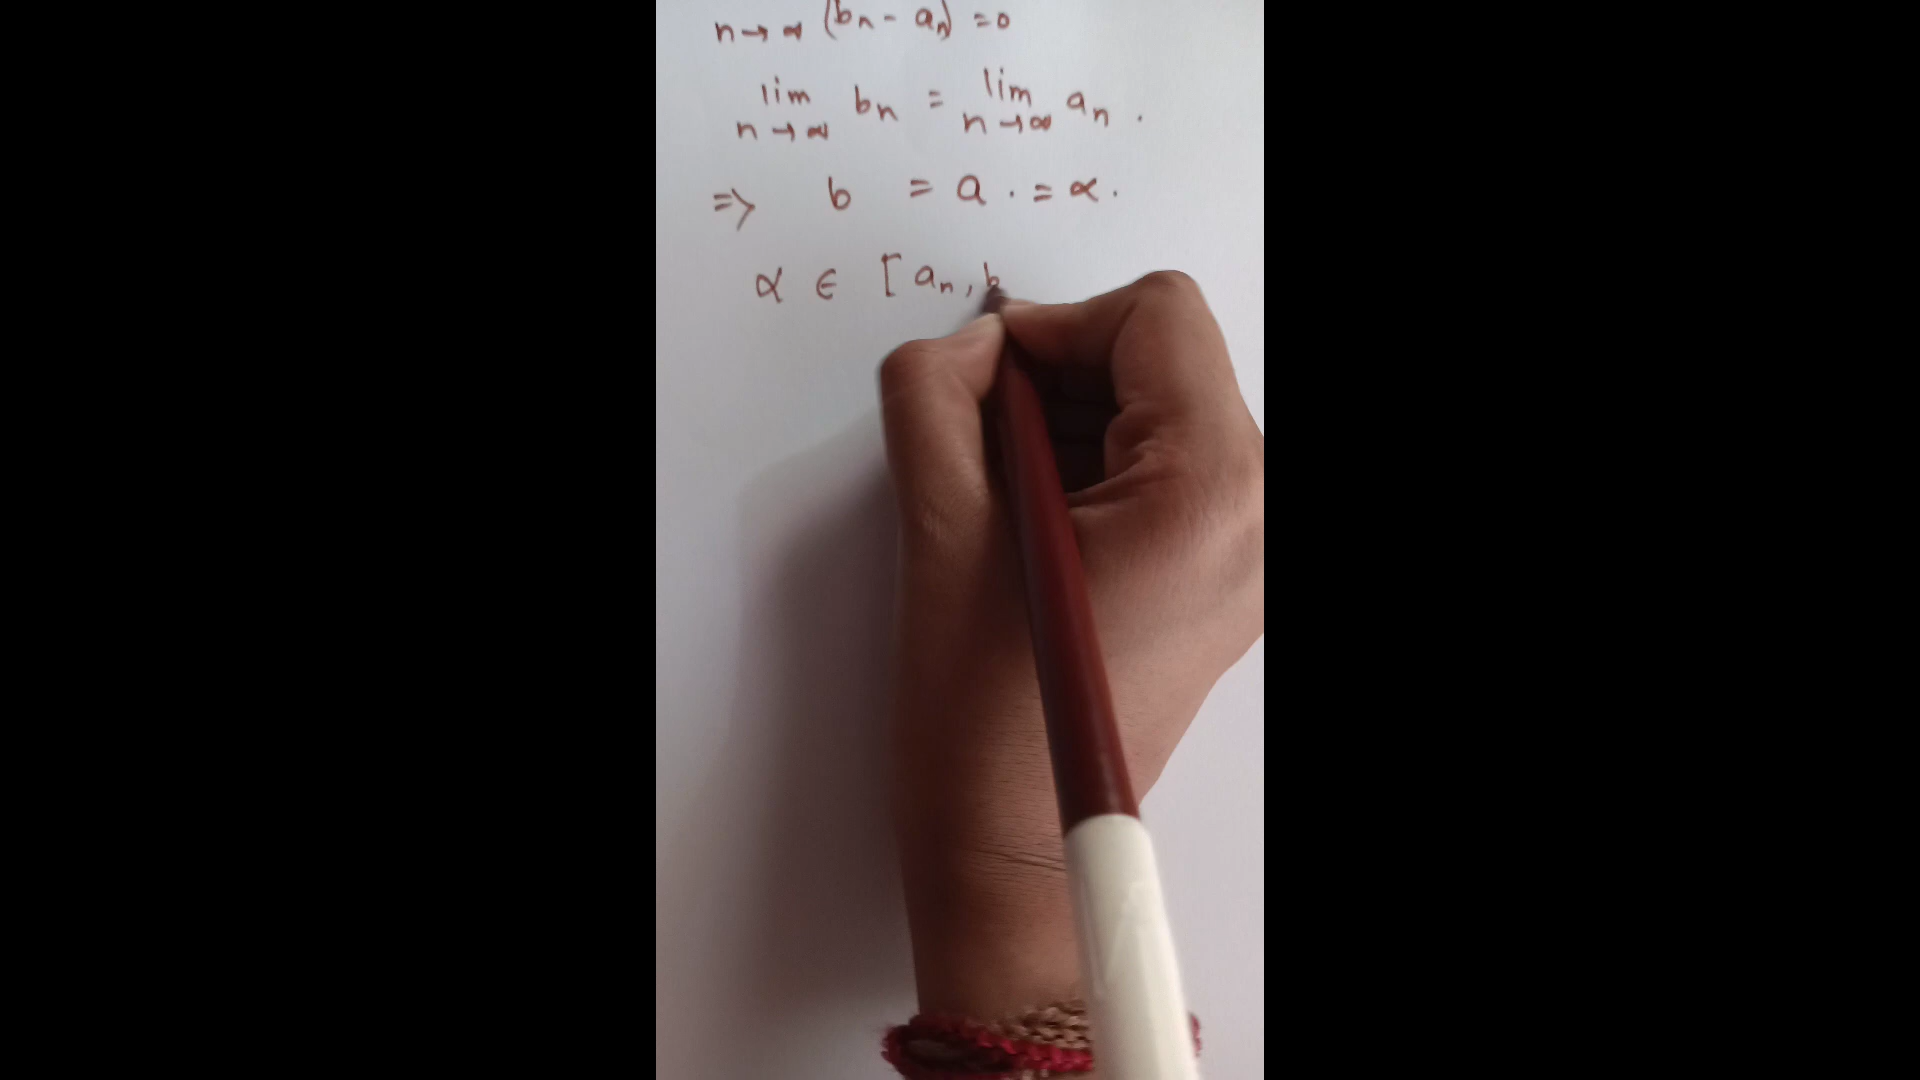 n→∞ (bn - an) = 0
lim n→∞ bn = lim n→∞ an .
⇒ b = a . = α .
α ∈ [an, b